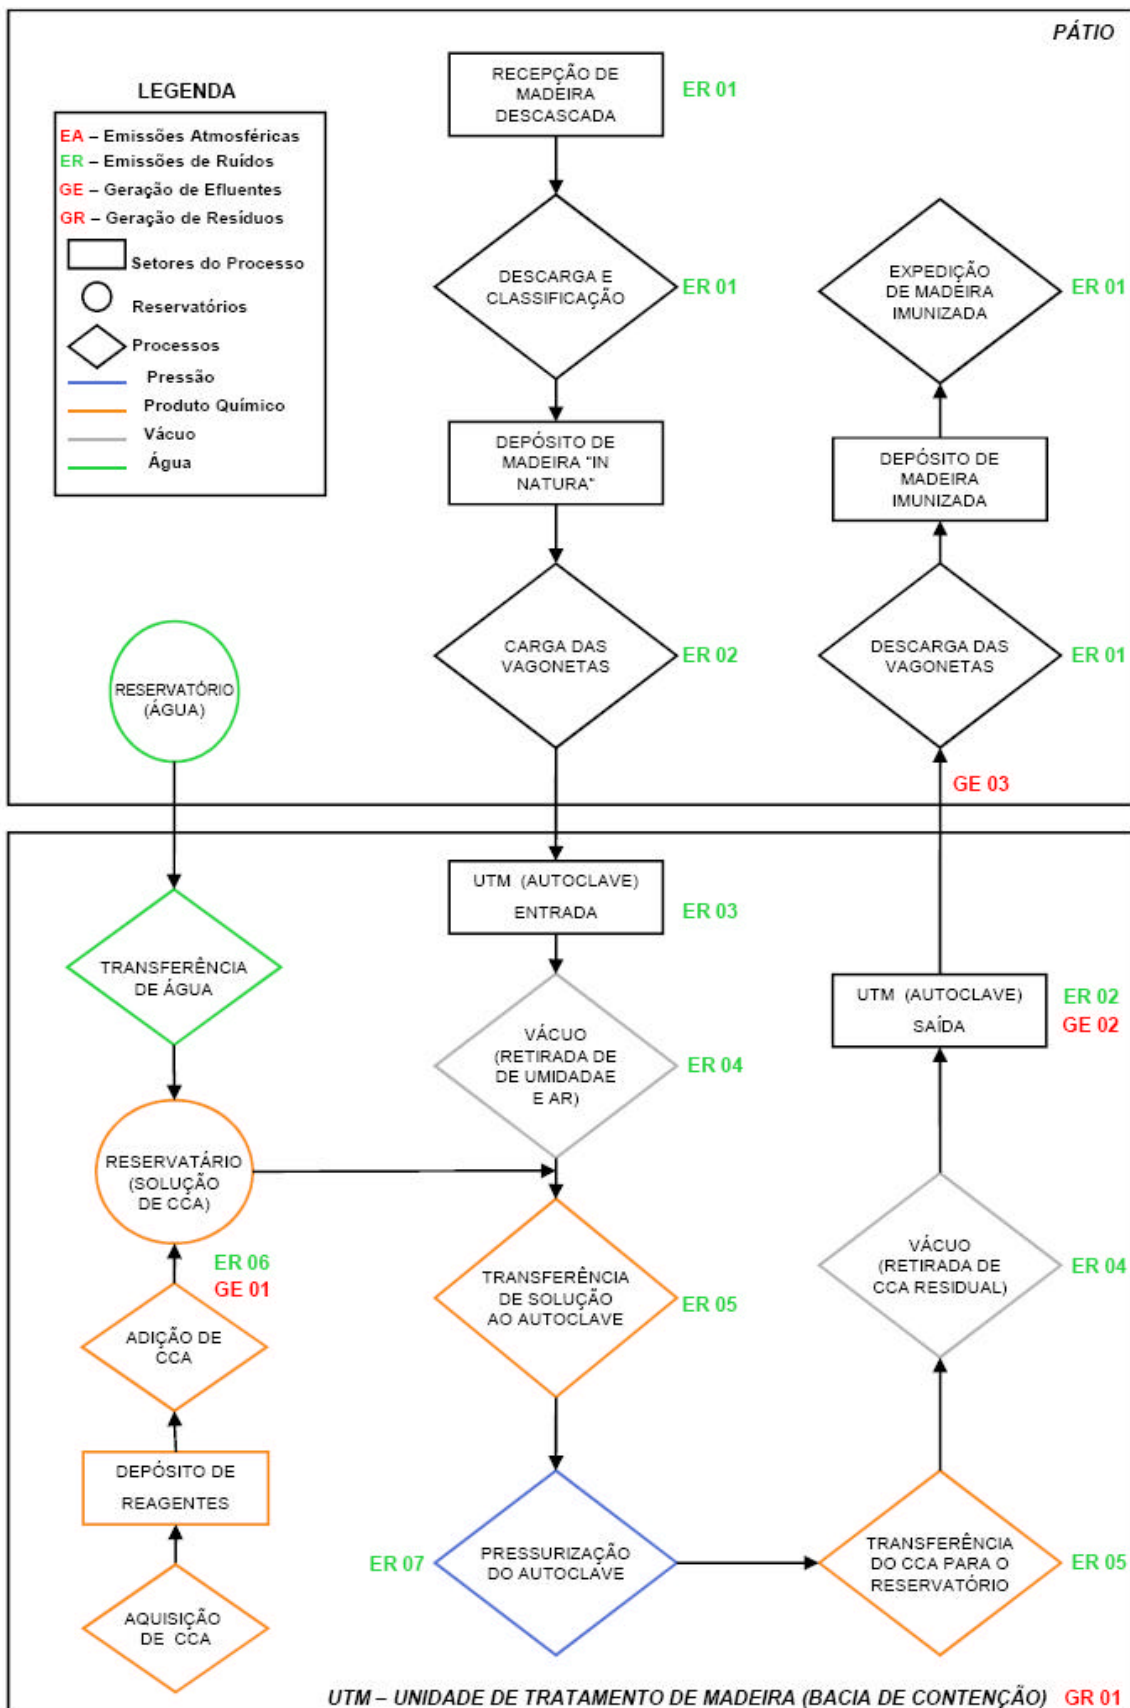 PÁTIO
LEGENDA
EA – Emissões Atmosféricas
ER – Emissões de Ruídos
GE – Geração de Efluentes
GR – Geração de Resíduos
Setores do Processo
Reservatórios
Processos
Pressão
Produto Químico
Vácuo
Água
RECEPÇÃO DE
MADEIRA
DESCASCADA
ER 01
DESCARGA E
CLASSIFICAÇÃO
ER 01
DEPÓSITO DE
MADEIRA "IN
NATURA"
CARGA DAS
VAGONETAS
ER 02
EXPEDIÇÃO
DE MADEIRA
IMUNIZADA
ER 01
DEPÓSITO DE
MADEIRA
IMUNIZADA
DESCARGA DAS
VAGONETAS
ER 01
GE 03
RESERVATÓRIO
(ÁGUA)
TRANSFERÊNCIA
DE ÁGUA
RESERVATÁRIO
(SOLUÇÃO
DE CCA)
ER 06
GE 01
ADIÇÃO DE
CCA
DEPÓSITO DE
REAGENTES
AQUISIÇÃO
DE CCA
UTM (AUTOCLAVE)
ENTRADA
ER 03
VÁCUO
(RETIRADA DE
DE UMIDADAE
E AR)
ER 04
TRANSFERÊNCIA
DE SOLUÇÃO
AO AUTOCLAVE
ER 05
PRESSURIZAÇÃO
DO AUTOCLAVE
ER 07
UTM (AUTOCLAVE)
SAÍDA
ER 02
GE 02
VÁCUO
(RETIRADA DE
CCA RESIDUAL)
ER 04
TRANSFERÊNCIA
DO CCA PARA O
RESERVATÓRIO
ER 05
UTM – UNIDADE DE TRATAMENTO DE MADEIRA (BACIA DE CONTENÇÃO) GR 01